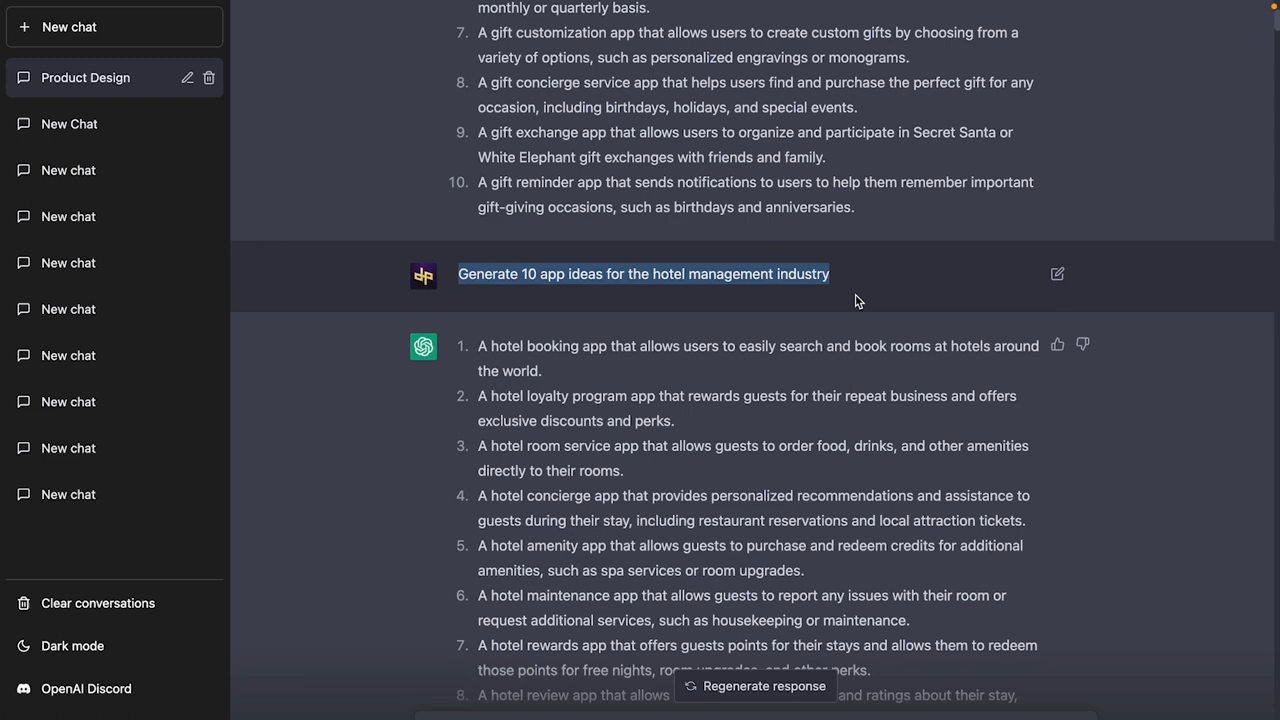 New chat
Product Design
New Chat
New chat
New chat
New chat
New chat
New chat
New chat
New chat
New chat
Clear conversations
Dark mode
OpenAI Discord
monthly or quarterly basis.
7. A gift customization app that allows users to create custom gifts by choosing from a
variety of options, such as personalized engravings or monograms.
8. A gift concierge service app that helps users find and purchase the perfect gift for any
occasion, including birthdays, holidays, and special events.
9. A gift exchange app that allows users to organize and participate in Secret Santa or
White Elephant gift exchanges with friends and family.
10. A gift reminder app that sends notifications to users to help them remember important
gift-giving occasions, such as birthdays and anniversaries.
dp
Generate 10 app ideas for the hotel management industry
1. A hotel booking app that allows users to easily search and book rooms at hotels around
the world.
2. A hotel loyalty program app that rewards guests for their repeat business and offers
exclusive discounts and perks.
3. A hotel room service app that allows guests to order food, drinks, and other amenities
directly to their rooms.
4. A hotel concierge app that provides personalized recommendations and assistance to
guests during their stay, including restaurant reservations and local attraction tickets.
5. A hotel amenity app that allows guests to purchase and redeem credits for additional
amenities, such as spa services or room upgrades.
6. A hotel maintenance app that allows guests to report any issues with their room or
request additional services, such as housekeeping or maintenance.
7. A hotel rewards app that offers guests points for their stays and allows them to redeem
those points for free nights, room upgrades, and other perks.
Regenerate response
8. A hotel review app that allows and ratings about their stay,